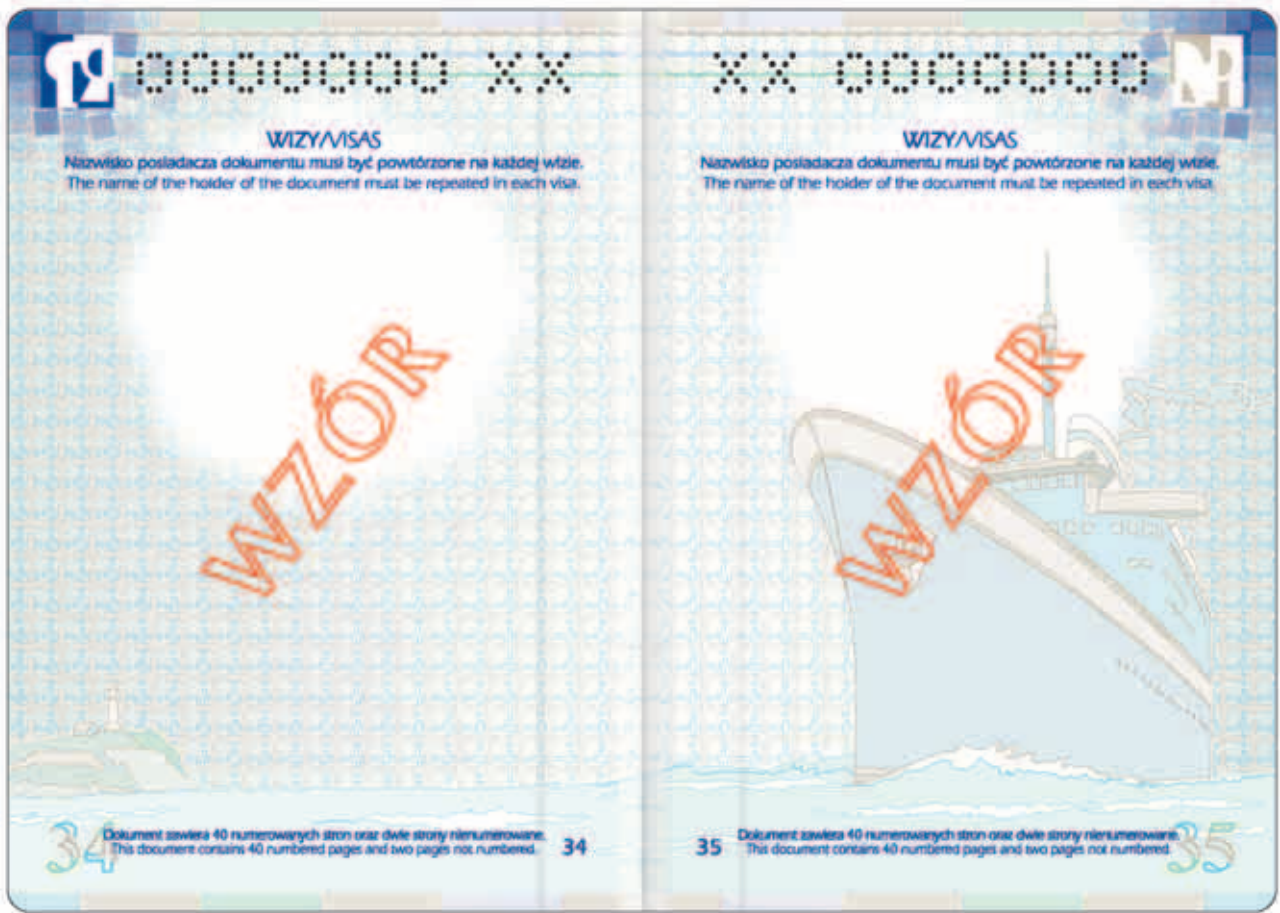 0000000 XX
WIZY/VISAS
Nazwisko posiadacza dokumentu musi być powtórzone na każdej wizie.
The name of the holder of the document must be repeated in each visa.
WZÓR
34
Dokument zawiera 40 numerowanych stron oraz dwie strony nienumerowane.
This document contains 40 numbered pages and two pages not numbered.
34
XX 0000000
WIZY/VISAS
Nazwisko posiadacza dokumentu musi być powtórzone na każdej wizie.
The name of the holder of the document must be repeated in each visa.
WZÓR
35
Dokument zawiera 40 numerowanych stron oraz dwie strony nienumerowane.
This document contains 40 numbered pages and two pages not numbered.
35